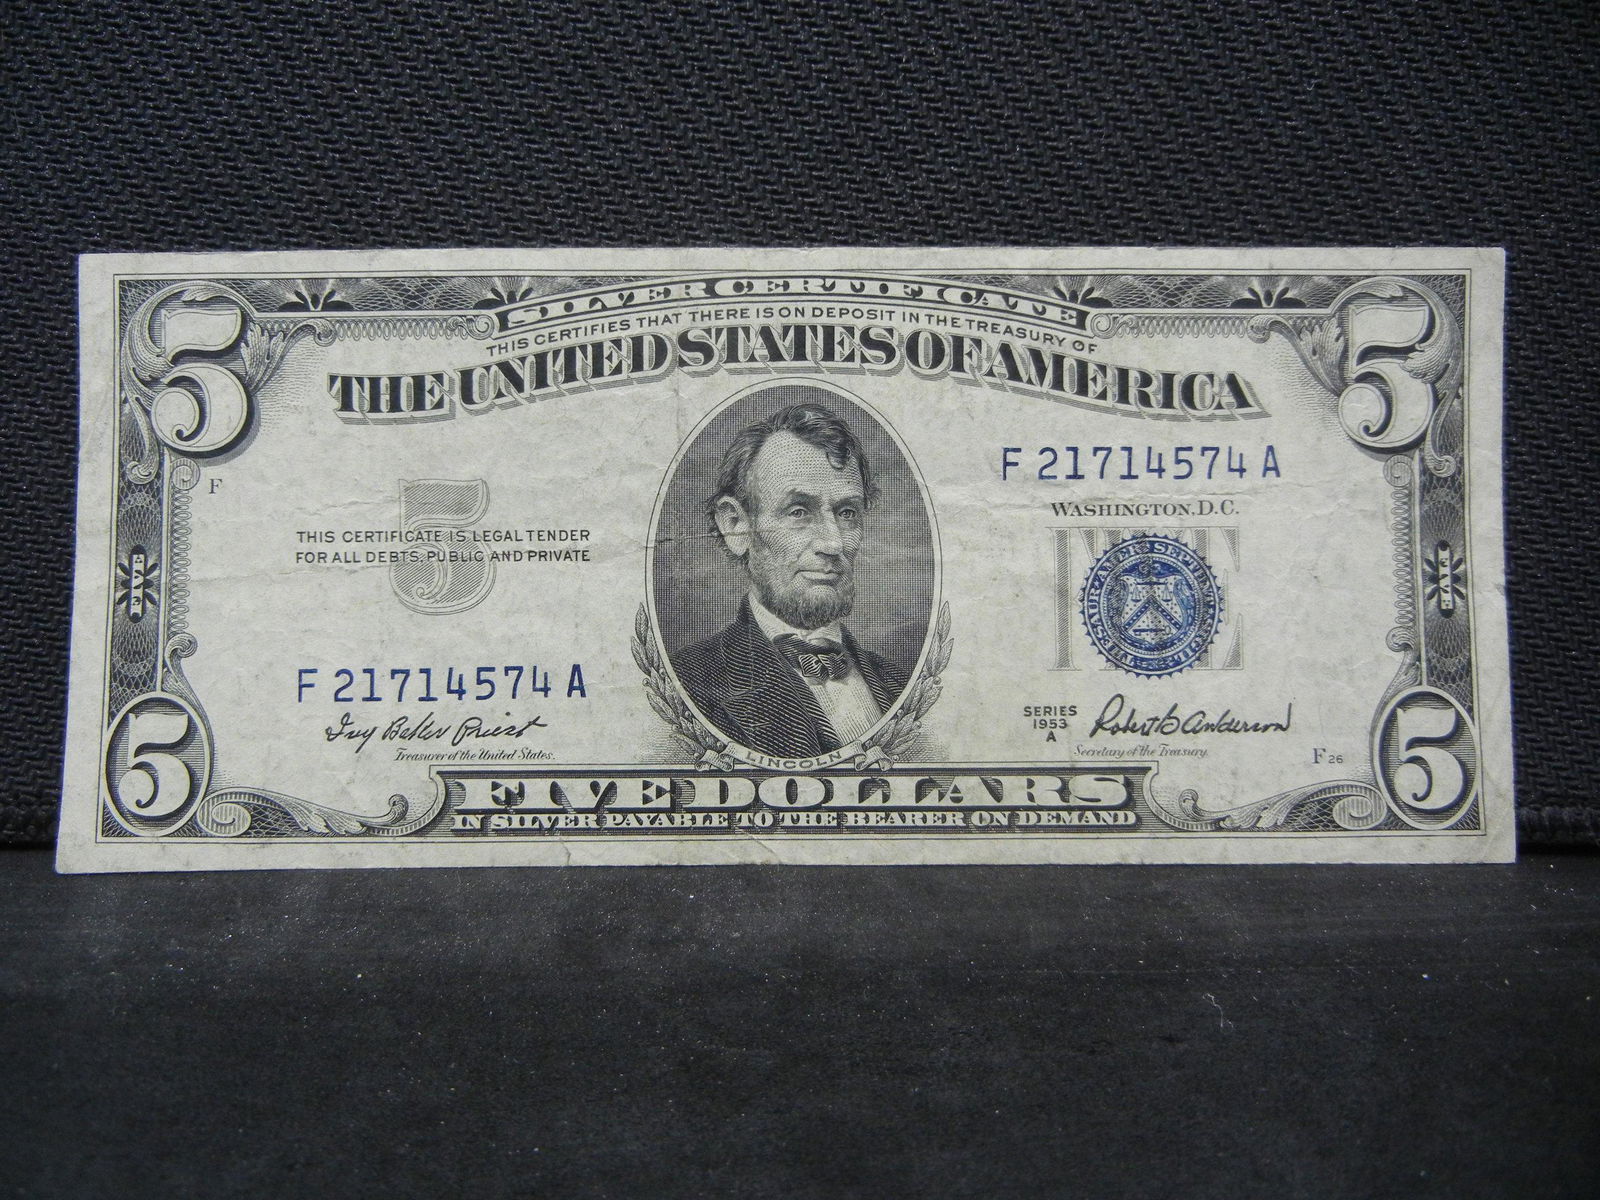 SILVER CERTIFICATE
THIS CERTIFIES THAT THERE IS ON DEPOSIT IN THE TREASURY OF
THE UNITED STATES OF AMERICA
5
5
F 21714574 A
WASHINGTON, D.C.
F
5
THIS CERTIFICATE IS LEGAL TENDER
FOR ALL DEBTS, PUBLIC AND PRIVATE
FIVE
FIVE
F 21714574 A
Ivy Baker Priest
Treasurer of the United States.
SERIES
1953
A
Robert B Anderson
Secretary of the Treasury.
F 26
LINCOLN
5
5
FIVE DOLLARS
IN SILVER PAYABLE TO THE BEARER ON DEMAND